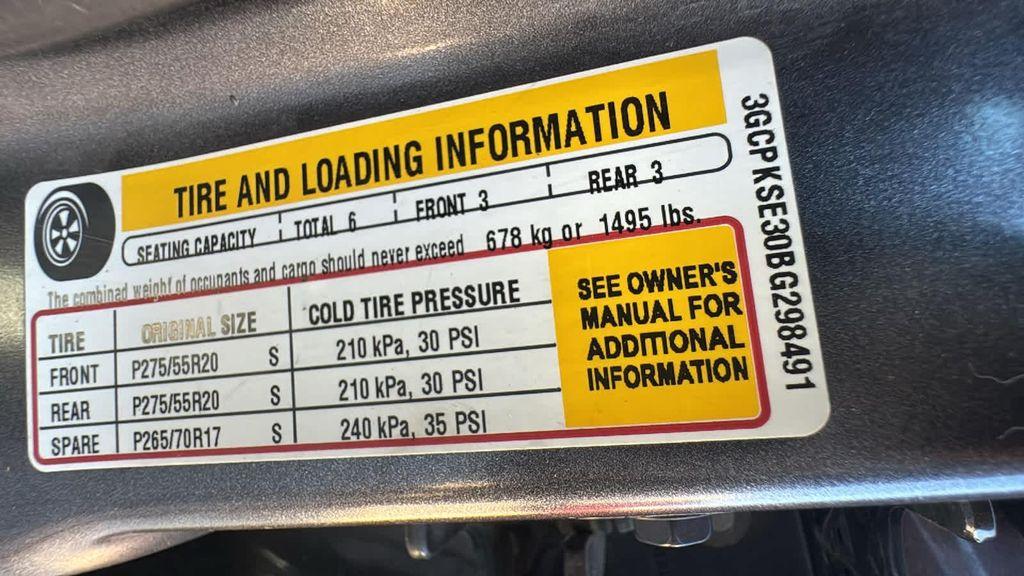 TIRE AND LOADING INFORMATION
SEATING CAPACITY TOTAL 6 FRONT 3 REAR 3
The combined weight of occupants and cargo should never exceed 678 kg or 1495 lbs.
TIRE ORIGINAL SIZE COLD TIRE PRESSURE
FRONT P275/55R20 S 210 kPa, 30 PSI
REAR P275/55R20 S 210 kPa, 30 PSI
SPARE P265/70R17 S 240 kPa, 35 PSI
SEE OWNER'S
MANUAL FOR
ADDITIONAL
INFORMATION
3GCPKSE30BG298491